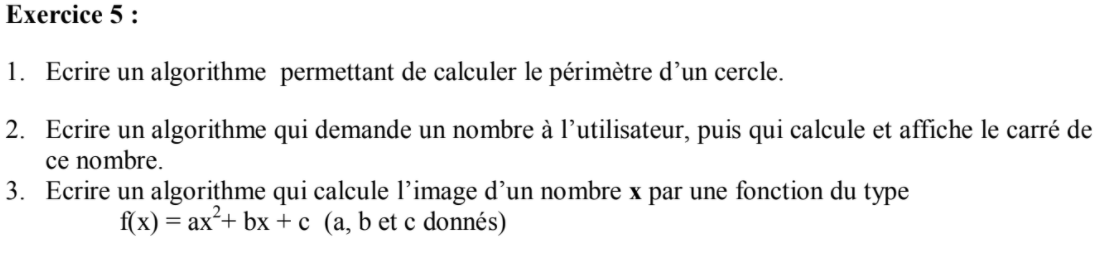 Exercice 5 :
1. Ecrire un algorithme permettant de calculer le périmètre d’un cercle.
2. Ecrire un algorithme qui demande un nombre à l’utilisateur, puis qui calcule et affiche le carré de
ce nombre.
3. Ecrire un algorithme qui calcule l’image d’un nombre x par une fonction du type
f(x) = ax²+ bx + c (a, b et c donnés)